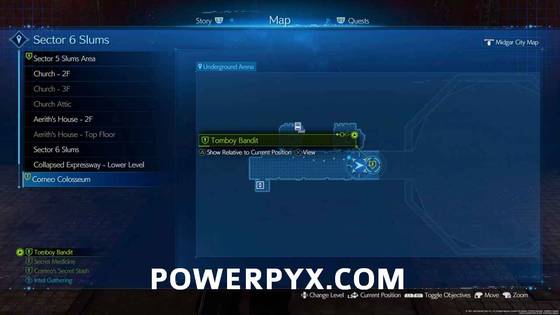 Story Map Quests
Sector 6 Slums
Midgar City Map
Sector 5 Slums Area
Church - 2F
Church - 3F
Church Attic
Aerith's House - 2F
Aerith's House - Top Floor
Sector 6 Slums
Collapsed Expressway - Lower Level
Corneo Colosseum
Underground Arena
Tomboy Bandit
Show Relative to Current Position View
Tomboy Bandit
Secret Medicine
Corneo's Secret Stash
Intel Gathering
POWERPYX.COM
Change Level Current Position Toggle Objectives Move Zoom